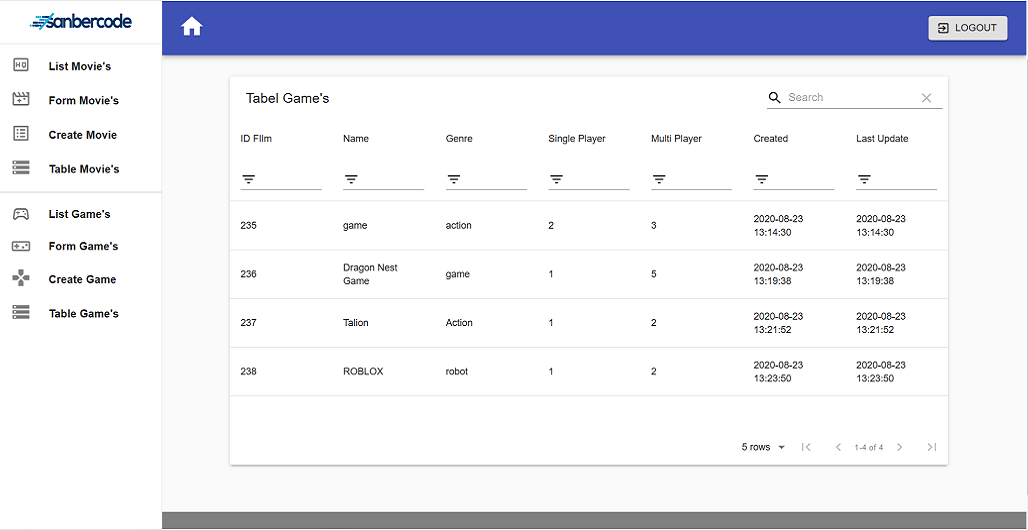 sanbercode
LOGOUT
List Movie's
Form Movie's
Create Movie
Table Movie's
List Game's
Form Game's
Create Game
Table Game's
Tabel Game's
Search
ID FIlm Name Genre Single Player Multi Player Created Last Update
235 game action 2 3 2020-08-23 2020-08-23
13:14:30 13:14:30
236 Dragon Nest game 1 5 2020-08-23 2020-08-23
Game 13:19:38 13:19:38
237 Talion Action 1 2 2020-08-23 2020-08-23
13:21:52 13:21:52
238 ROBLOX robot 1 2 2020-08-23 2020-08-23
13:23:50 13:23:50
5 rows 1-4 of 4